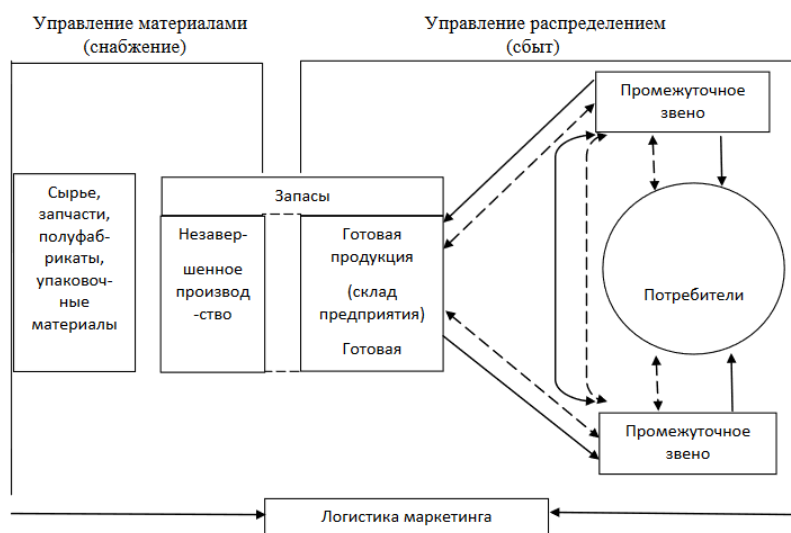 Управление материалами
(снабжение)
Управление распределением
(сбыт)
Промежуточное
звено
Сырье,
запчасти,
полуфаб-
рикаты,
упаковоч-
ные
материалы
Запасы
Незавер-
шенное
производ
-ство
Готовая
продукция
(склад
предприятия)
Готовая
Потребители
Промежуточное
звено
Логистика маркетинга